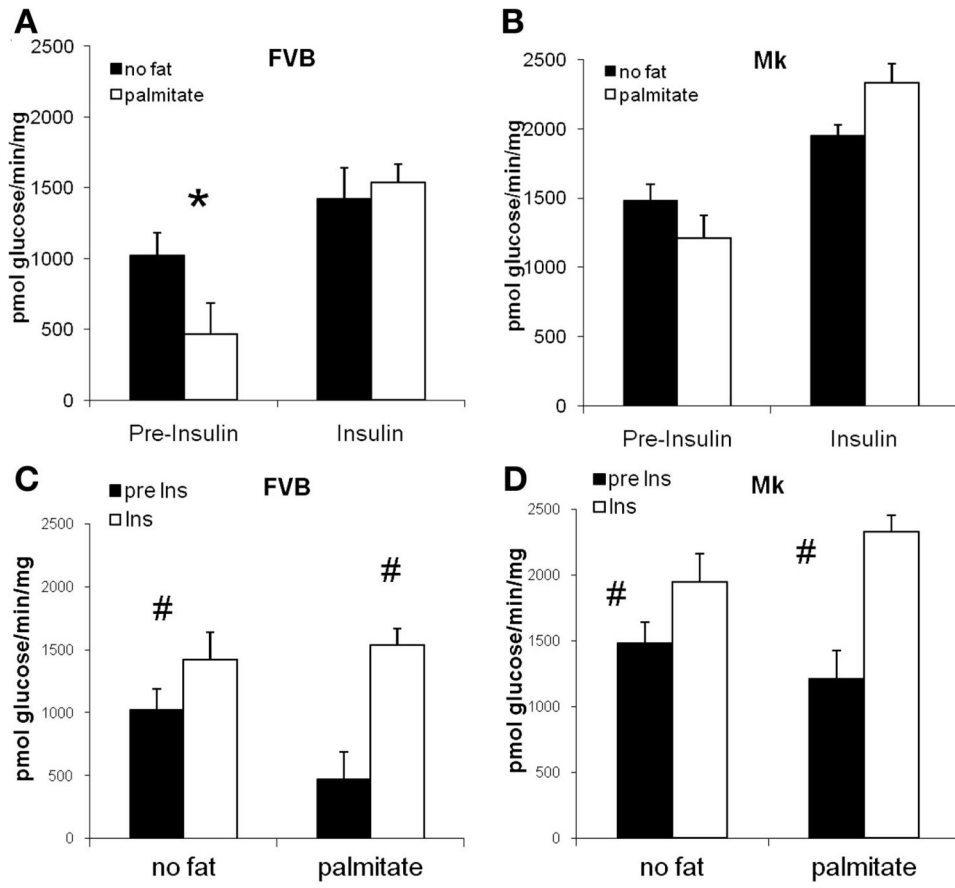 A
FVB
no fat
palmitate
pmol glucose/min/mg
2500
2000
1500
1000
500
0
*
Pre-Insulin
Insulin
B
Mk
no fat
palmitate
pmol glucose/min/mg
2500
2000
1500
1000
500
0
Pre-Insulin
Insulin
C
FVB
pre Ins
Ins
pmol glucose/min/mg
2500
2000
1500
1000
500
0
#
#
no fat
palmitate
D
Mk
pre Ins
Ins
pmol glucose/min/mg
2500
2000
1500
1000
500
0
#
#
no fat
palmitate